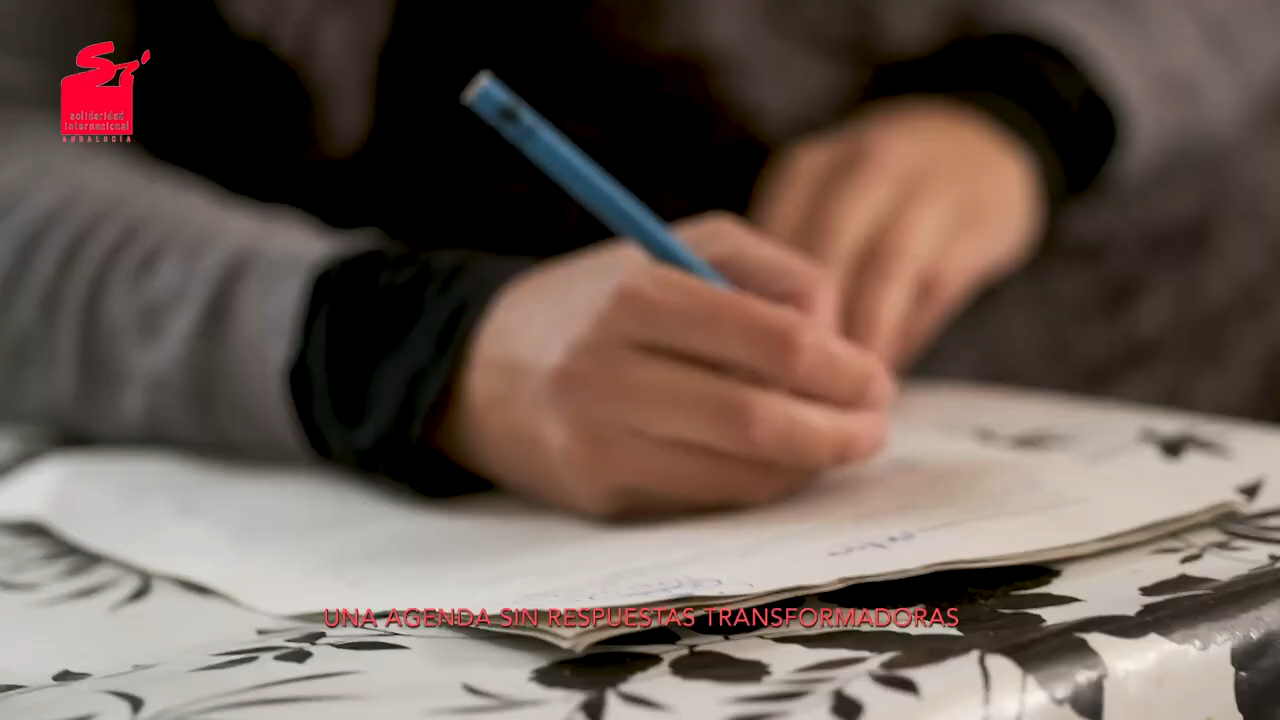 solidaridad
internacional
ANDALUCÍA
UNA AGENDA SIN RESPUESTAS TRANSFORMADORAS